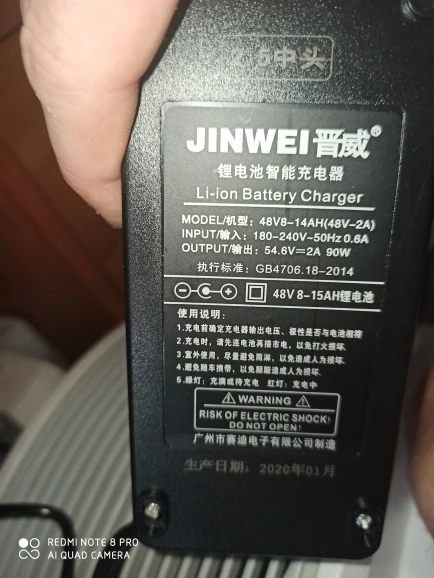 2.5中头
JINWEI晋威®
锂电池智能充电器
Li-ion Battery Charger
MODEL/机型: 48V8-14AH(48V-2A)
INPUT/输入: 180-240V~50Hz 0.6A
OUTPUT/输出: 54.6V=2A 90W
执行标准: GB4706.18-2014
48V 8-15AH锂电池
使用说明:
1.充电前确定充电器输出电压、极性是否与电池相符
2.充电时,请先连电池再接市电,以免打火损坏.
3.室外使用,尽量避免雨淋,以免造成人为损坏.
4.避免随车携带,以免颠簸造成人为损坏.
5.绿灯:充满或待充电 红灯:充电中
WARNING
RISK OF ELECTRIC SHOCK!
DO NOT OPEN!
广州市赛迪电子有限公司制造
生产日期: 2020年01月
REDMI NOTE 8 PRO
AI QUAD CAMERA